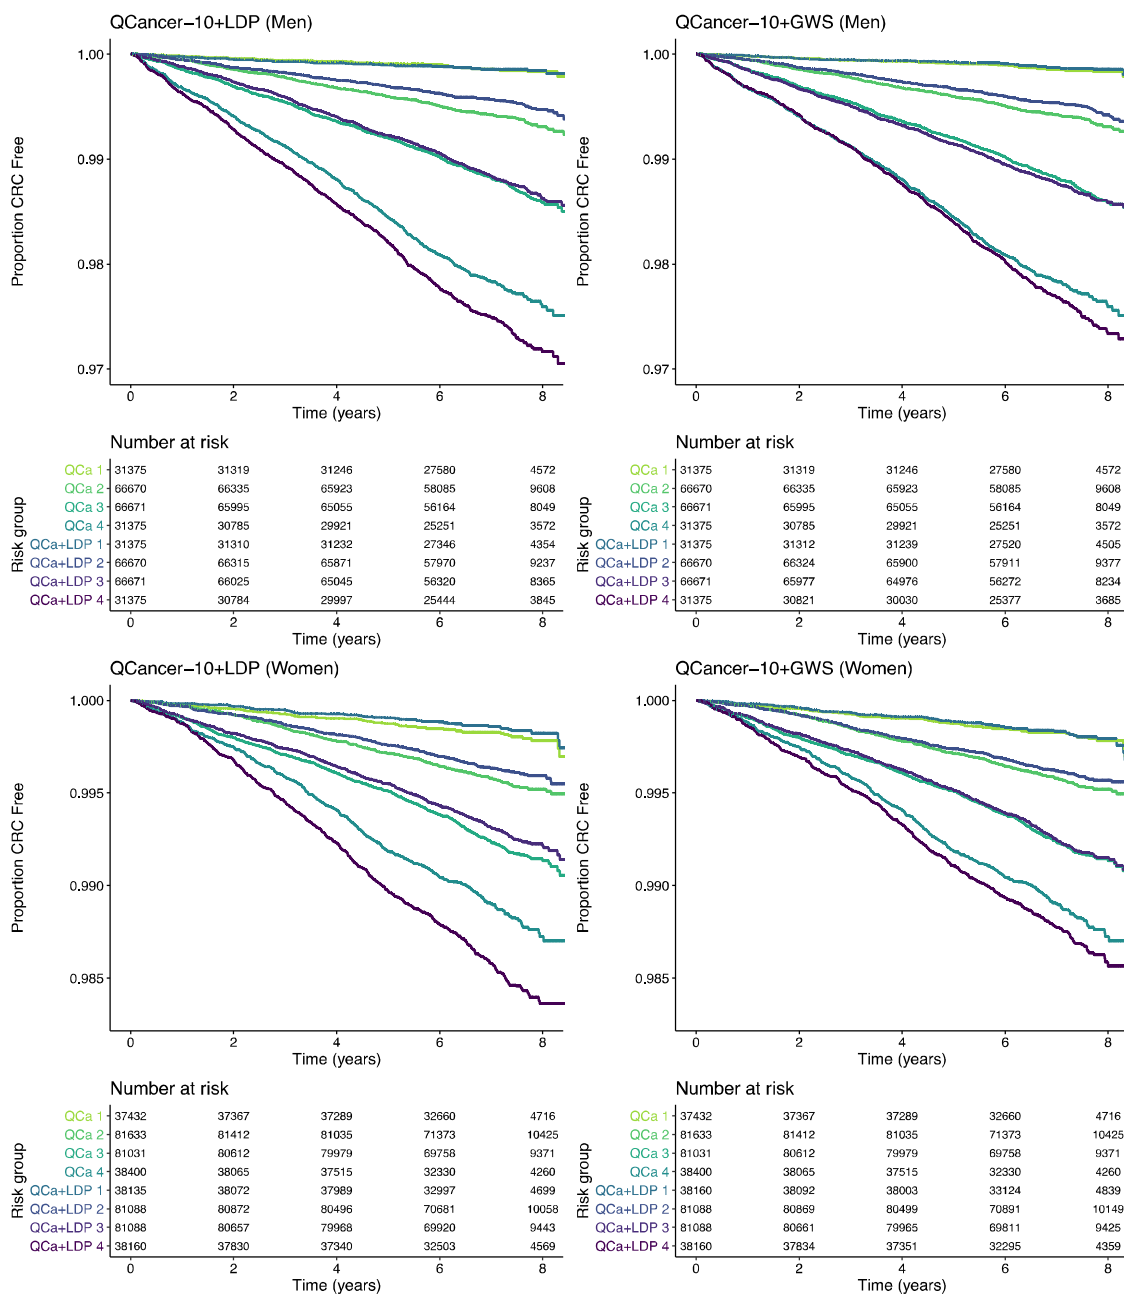 QCancer−10+LDP (Men)
1.00
0.99
0.98
0.97
Proportion CRC Free
0 2 4 6 8
Time (years)
Number at risk
Risk group
QCa 1 31375 31319 31246 27580 4572
QCa 2 66670 66335 65923 58085 9608
QCa 3 66671 65995 65055 56164 8049
QCa 4 31375 30785 29921 25251 3572
QCa+LDP 1 31375 31310 31232 27346 4354
QCa+LDP 2 66670 66315 65871 57970 9237
QCa+LDP 3 66671 66025 65045 56320 8365
QCa+LDP 4 31375 30784 29997 25444 3845
0 2 4 6 8
Time (years)
QCancer−10+GWS (Men)
1.00
0.99
0.98
0.97
Proportion CRC Free
0 2 4 6 8
Time (years)
Number at risk
Risk group
QCa 1 31375 31319 31246 27580 4572
QCa 2 66670 66335 65923 58085 9608
QCa 3 66671 65995 65055 56164 8049
QCa 4 31375 30785 29921 25251 3572
QCa+LDP 1 31375 31312 31239 27520 4505
QCa+LDP 2 66670 66324 65900 57911 9377
QCa+LDP 3 66671 65977 64976 56272 8234
QCa+LDP 4 31375 30821 30030 25377 3685
0 2 4 6 8
Time (years)
QCancer−10+LDP (Women)
1.000
0.995
0.990
0.985
Proportion CRC Free
0 2 4 6 8
Time (years)
Number at risk
Risk group
QCa 1 37432 37367 37289 32660 4716
QCa 2 81633 81412 81035 71373 10425
QCa 3 81031 80612 79979 69758 9371
QCa 4 38400 38065 37515 32330 4260
QCa+LDP 1 38135 38072 37989 32997 4699
QCa+LDP 2 81088 80872 80496 70681 10058
QCa+LDP 3 81088 80657 79968 69920 9443
QCa+LDP 4 38160 37830 37340 32503 4569
0 2 4 6 8
Time (years)
QCancer−10+GWS (Women)
1.000
0.995
0.990
0.985
Proportion CRC Free
0 2 4 6 8
Time (years)
Number at risk
Risk group
QCa 1 37432 37367 37289 32660 4716
QCa 2 81633 81412 81035 71373 10425
QCa 3 81031 80612 79979 69758 9371
QCa 4 38400 38065 37515 32330 4260
QCa+LDP 1 38160 38092 38003 33124 4839
QCa+LDP 2 81088 80869 80499 70891 10149
QCa+LDP 3 81088 80661 79965 69811 9425
QCa+LDP 4 38160 37834 37351 32295 4359
0 2 4 6 8
Time (years)